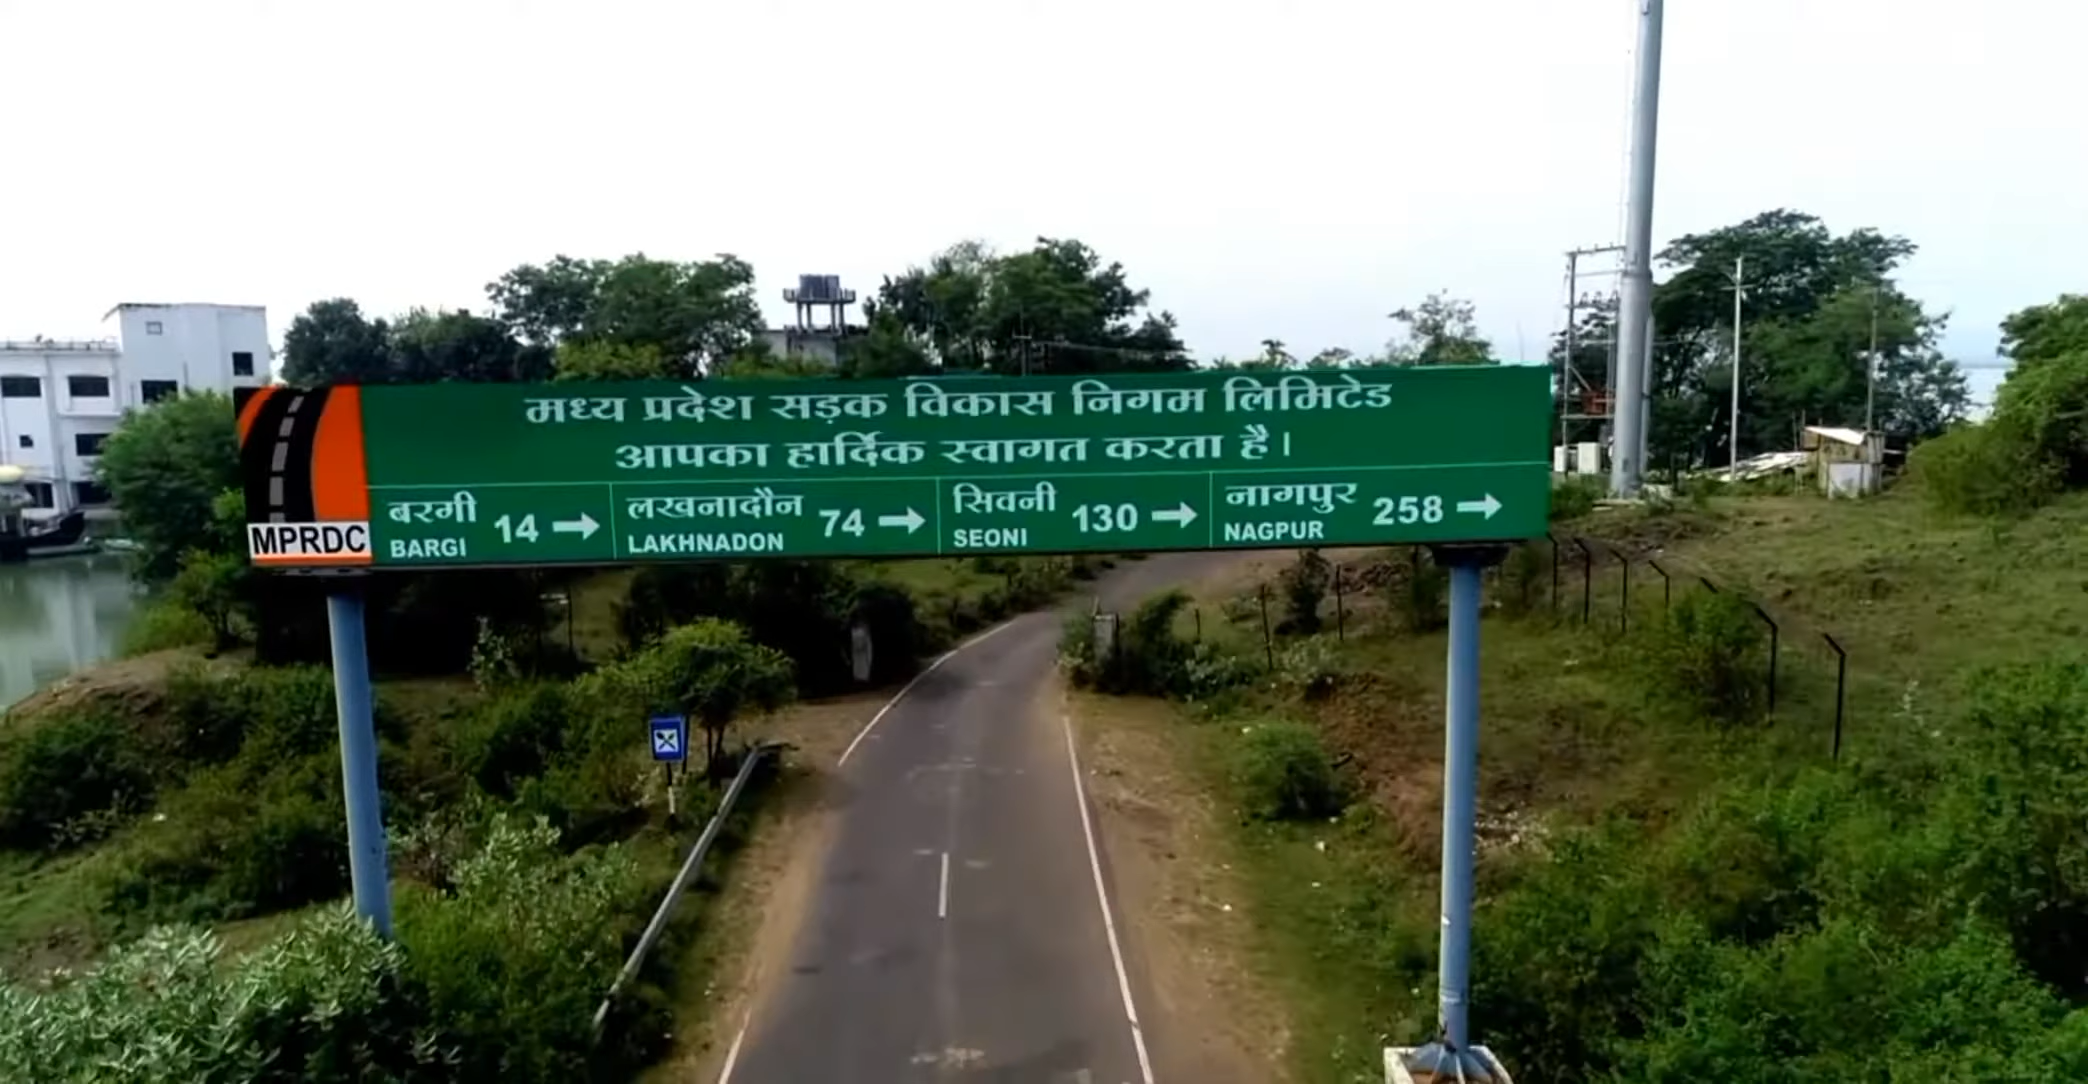 मध्य प्रदेश सड़क विकास निगम लिमिटेड
आपका हार्दिक स्वागत करता है।
MPRDC
बरगी 14 →
BARGI
लखनादौन 74 →
LAKHNADON
सिवनी 130 →
SEONI
नागपुर 258 →
NAGPUR